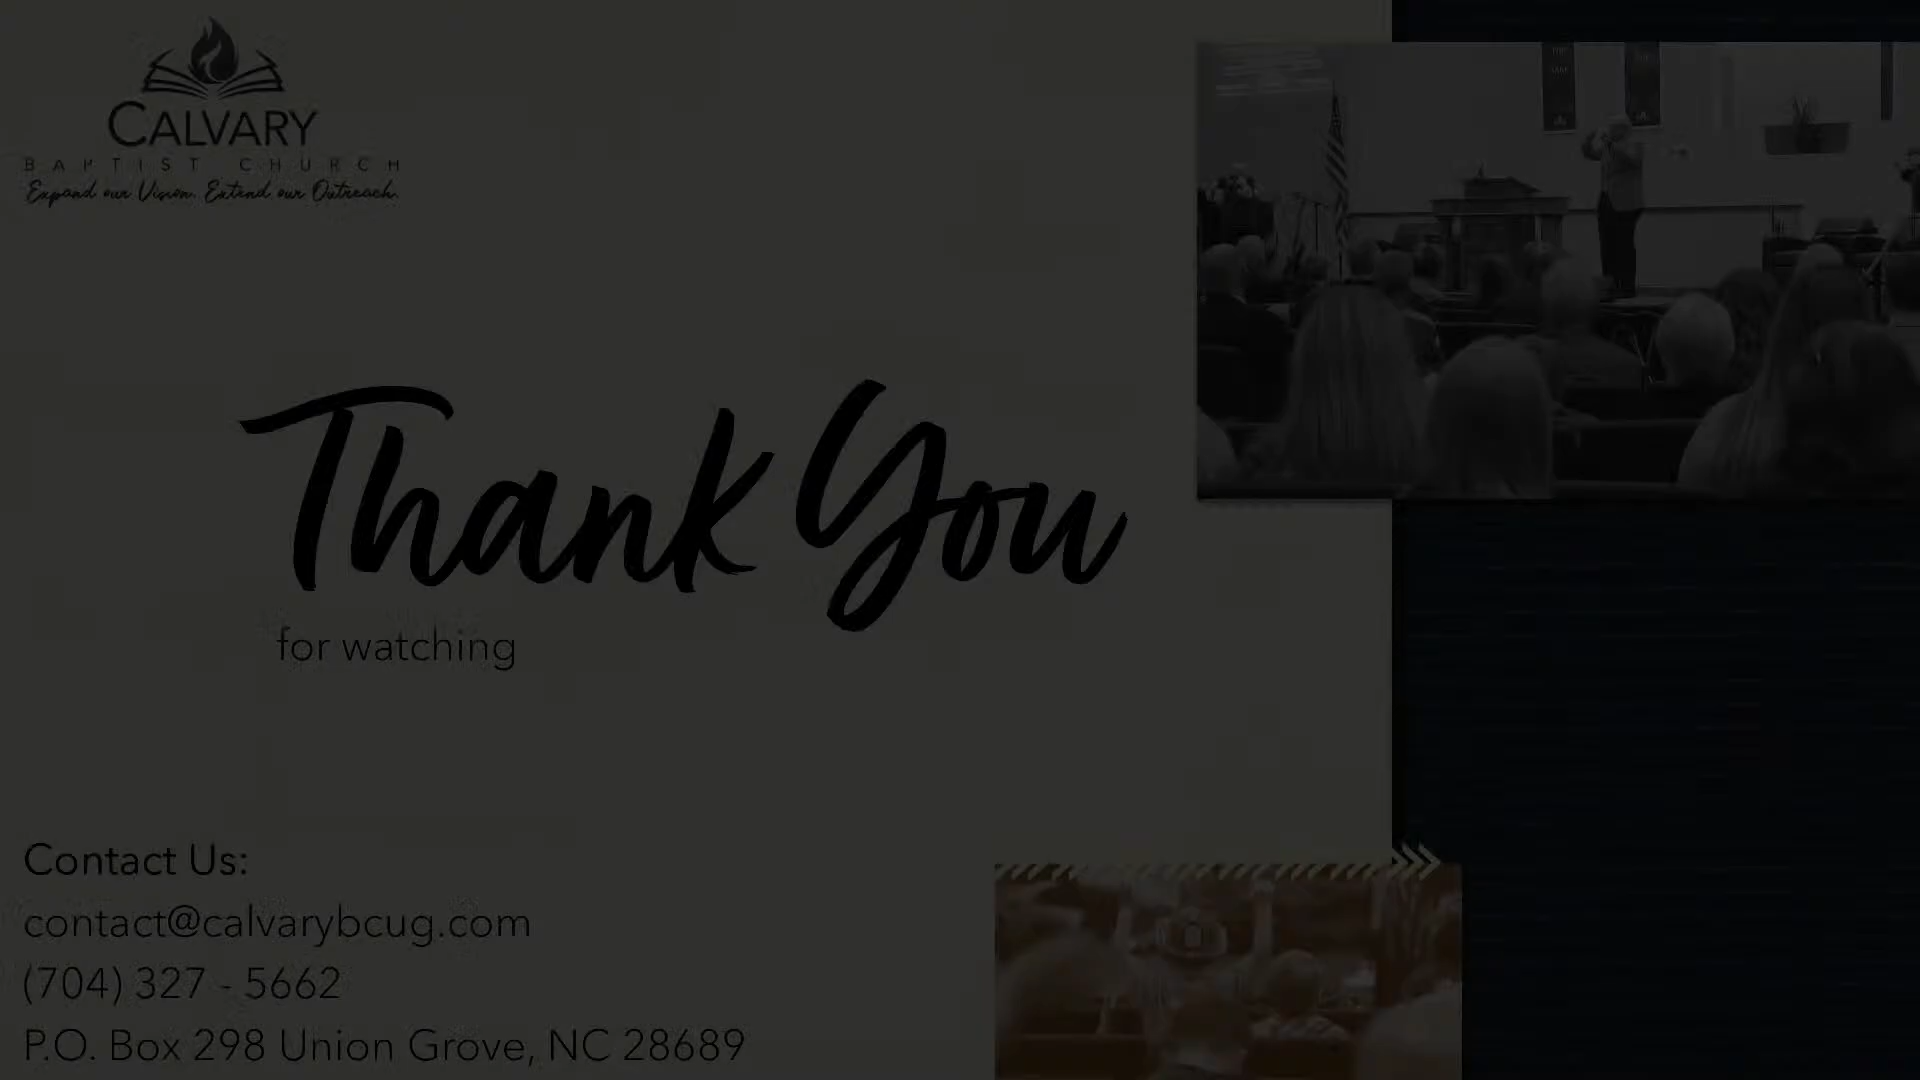 CALVARY
BAPTIST CHURCH
Expand our Vision. Extend our Outreach.
Thank You
for watching
Contact Us:
contact@calvarybcug.com
(704) 327 - 5662
P.O. Box 298 Union Grove, NC 28689